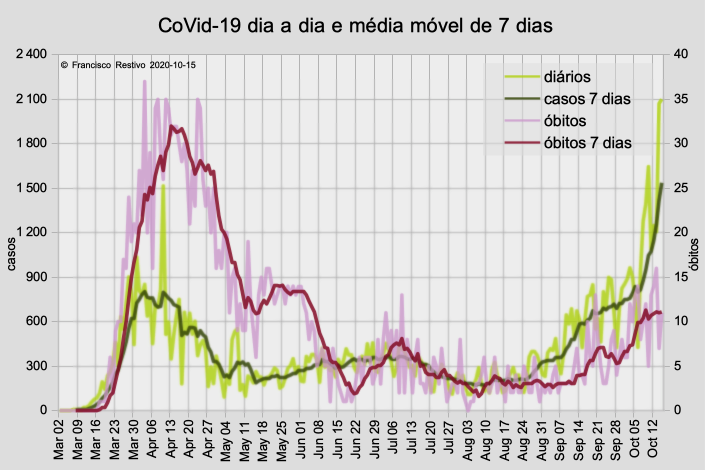 CoVid-19 dia a dia e média móvel de 7 dias
© Francisco Restivo 2020-10-15
diários
casos 7 dias
óbitos
óbitos 7 dias
casos
2 400
2 100
1 800
1 500
1 200
900
600
300
0
40
35
30
25
20
15
10
5
0
óbitos
Mar 02
Mar 09
Mar 16
Mar 23
Mar 30
Apr 06
Apr 13
Apr 20
Apr 27
May 04
May 11
May 18
May 25
Jun 01
Jun 08
Jun 15
Jun 22
Jun 29
Jul 06
Jul 13
Jul 20
Jul 27
Aug 03
Aug 10
Aug 17
Aug 24
Aug 31
Sep 07
Sep 14
Sep 21
Sep 28
Oct 05
Oct 12